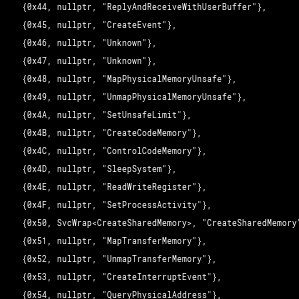 {0x44, nullptr, "ReplyAndReceiveWithUserBuffer"},
{0x45, nullptr, "CreateEvent"},
{0x46, nullptr, "Unknown"},
{0x47, nullptr, "Unknown"},
{0x48, nullptr, "MapPhysicalMemoryUnsafe"},
{0x49, nullptr, "UnmapPhysicalMemoryUnsafe"},
{0x4A, nullptr, "SetUnsafeLimit"},
{0x4B, nullptr, "CreateCodeMemory"},
{0x4C, nullptr, "ControlCodeMemory"},
{0x4D, nullptr, "SleepSystem"},
{0x4E, nullptr, "ReadWriteRegister"},
{0x4F, nullptr, "SetProcessActivity"},
{0x50, SvcWrap<CreateSharedMemory>, "CreateSharedMemory"
{0x51, nullptr, "MapTransferMemory"},
{0x52, nullptr, "UnmapTransferMemory"},
{0x53, nullptr, "CreateInterruptEvent"},
{0x54, nullptr, "QueryPhysicalAddress"},